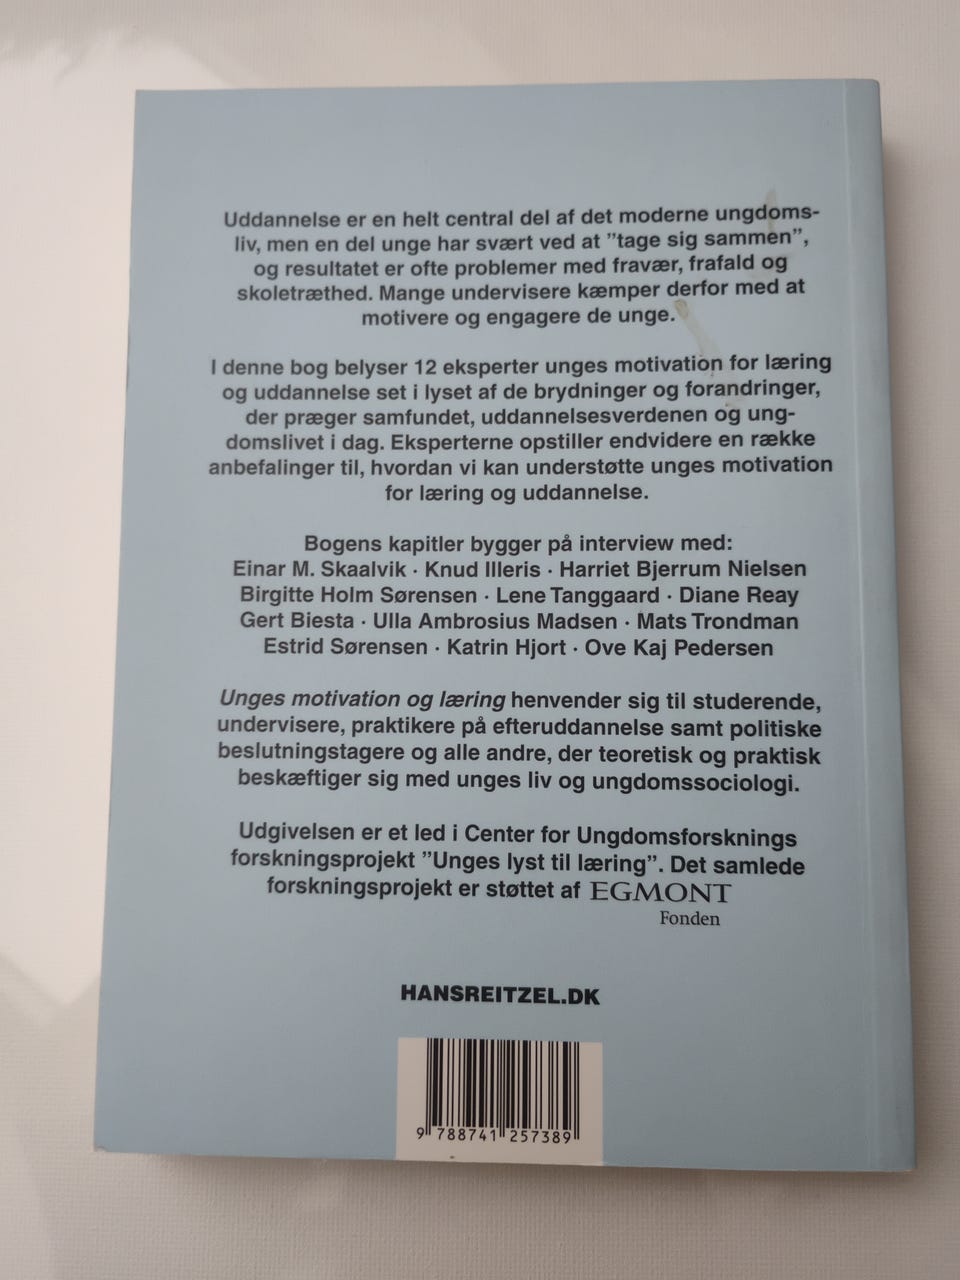 Uddannelse er en helt central del af det moderne ungdoms-
liv, men en del unge har svært ved at ”tage sig sammen”,
og resultatet er ofte problemer med fravær, frafald og
skoletræthed. Mange undervisere kæmper derfor med at
motivere og engagere de unge.
I denne bog belyser 12 eksperter unges motivation for læring
og uddannelse set i lyset af de brydninger og forandringer,
der præger samfundet, uddannelsesverdenen og ung-
domslivet i dag. Eksperterne opstiller endvidere en række
anbefalinger til, hvordan vi kan understøtte unges motivation
for læring og uddannelse.
Bogens kapitler bygger på interview med:
Einar M. Skaalvik · Knud Illeris · Harriet Bjerrum Nielsen
Birgitte Holm Sørensen · Lene Tanggaard · Diane Reay
Gert Biesta · Ulla Ambrosius Madsen · Mats Trondman
Estrid Sørensen · Katrin Hjort · Ove Kaj Pedersen
Unges motivation og læring henvender sig til studerende,
undervisere, praktikere på efteruddannelse samt politiske
beslutningstagere og alle andre, der teoretisk og praktisk
beskæftiger sig med unges liv og ungdomssociologi.
Udgivelsen er et led i Center for Ungdomsforsknings
forskningsprojekt ”Unges lyst til læring”. Det samlede
forskningsprojekt er støttet af EGMONT
Fonden
HANSREITZEL.DK
9 788741 257389